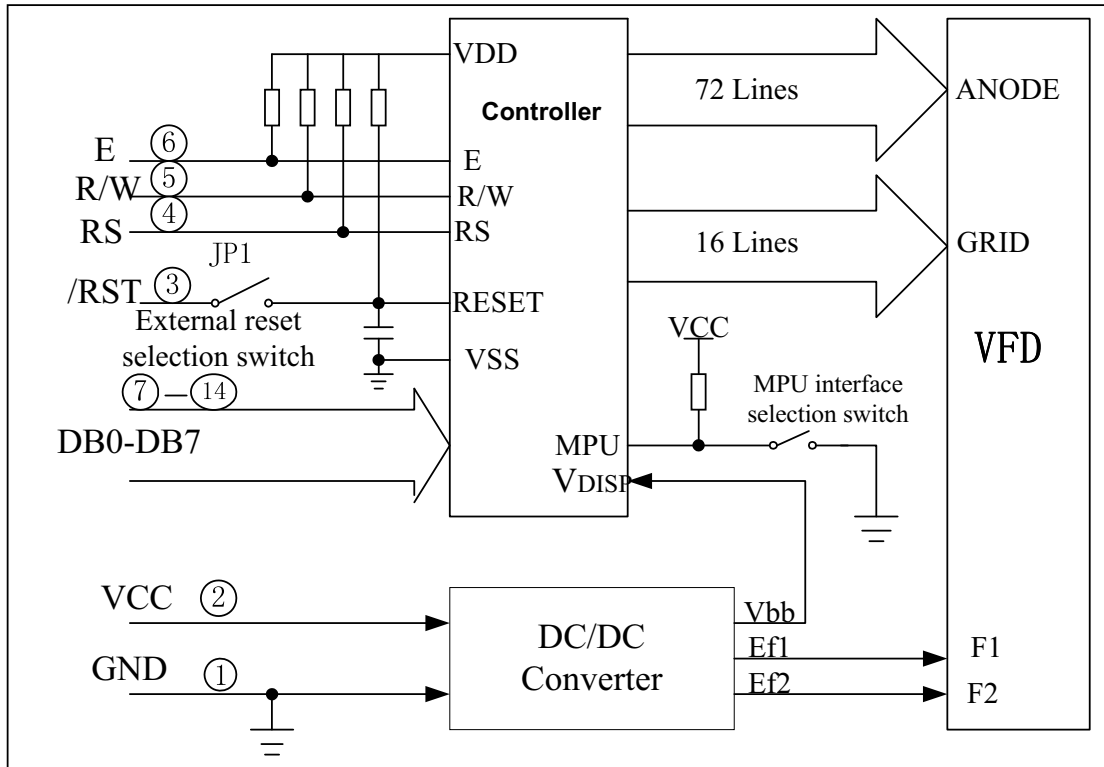 VDD
Controller
72 Lines
ANODE
E
⑥
E
R/W
⑤
R/W
RS
④
RS
16 Lines
GRID
JP1
/RST
③
RESET
External reset
selection switch
VSS
VCC
VFD
⑦—⑭
MPU interface
selection switch
DB0-DB7
MPU
VDISP
VCC
②
DC/DC
Converter
Vbb
GND
①
Ef1
F1
Ef2
F2